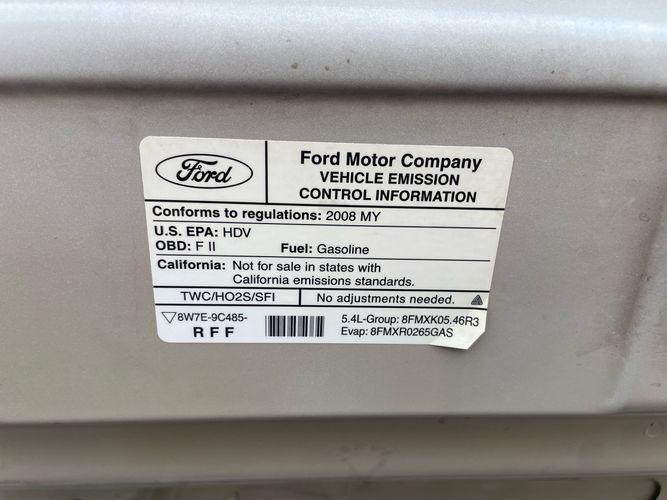 Ford
Ford Motor Company
VEHICLE EMISSION
CONTROL INFORMATION
Conforms to regulations: 2008 MY
U.S. EPA: HDV
OBD: F II Fuel: Gasoline
California: Not for sale in states with
California emissions standards.
TWC/HO2S/SFI No adjustments needed.
8W7E-9C485- 5.4L-Group: 8FMXK05.46R3
RFF Evap: 8FMXR0265GAS